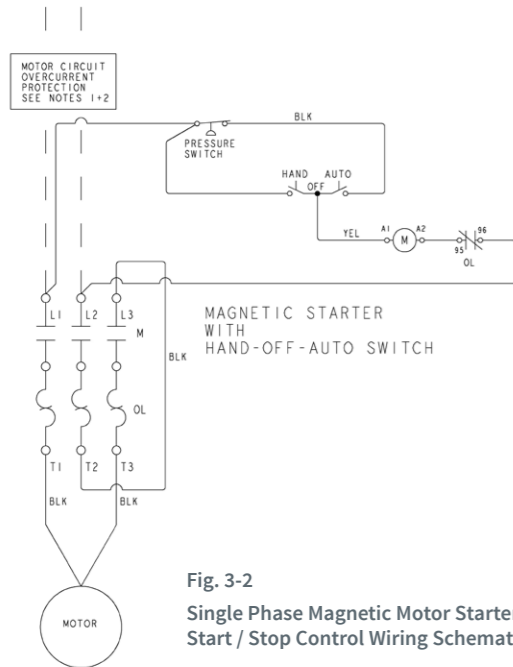 MOTOR CIRCUIT
OVERCURRENT
PROTECTION
SEE NOTES 1+2
BLK
PRESSURE
SWITCH
HAND
OFF
AUTO
YEL
A1
M
A2
95
96
OL
L1
L2
L3
M
MAGNETIC STARTER
WITH
HAND-OFF-AUTO SWITCH
BLK
OL
T1
T2
T3
BLK
BLK
MOTOR
Fig. 3-2
Single Phase Magnetic Motor Starter
Start / Stop Control Wiring Schemat